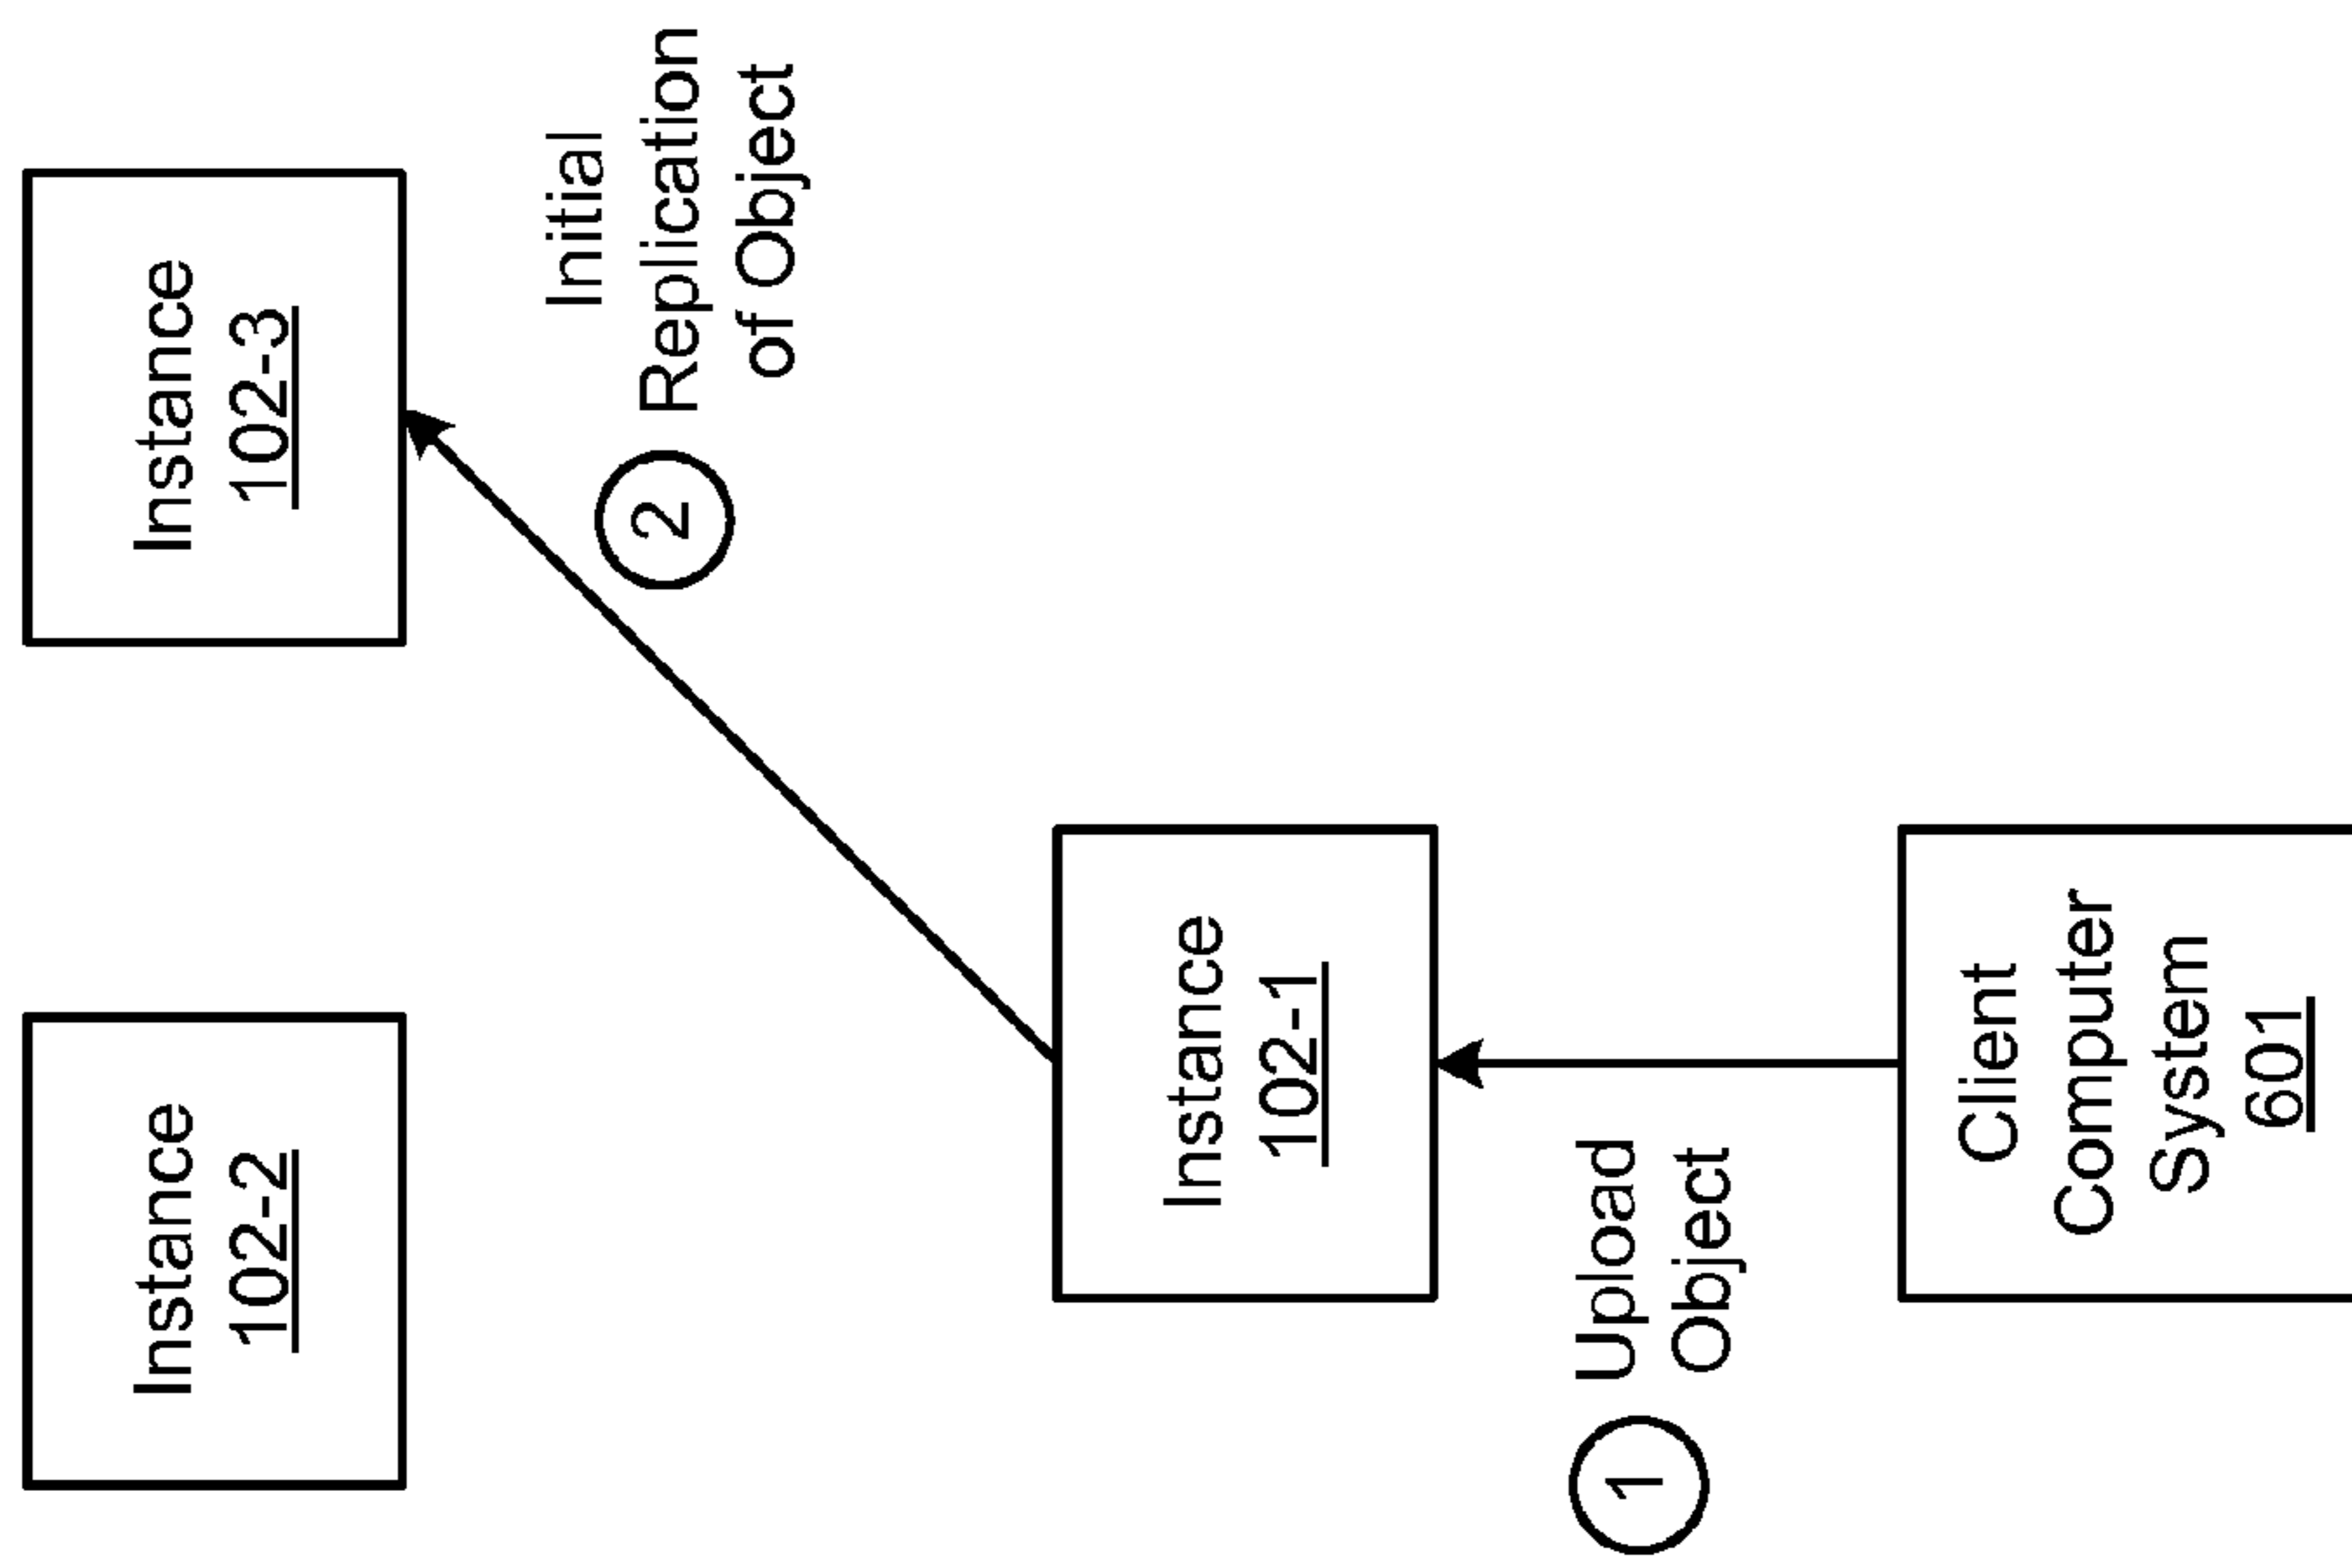 Instance
102-2
Instance
102-3
2
Initial
Replication
of Object
Instance
102-1
1
Upload
Object
Client
Computer
System
601